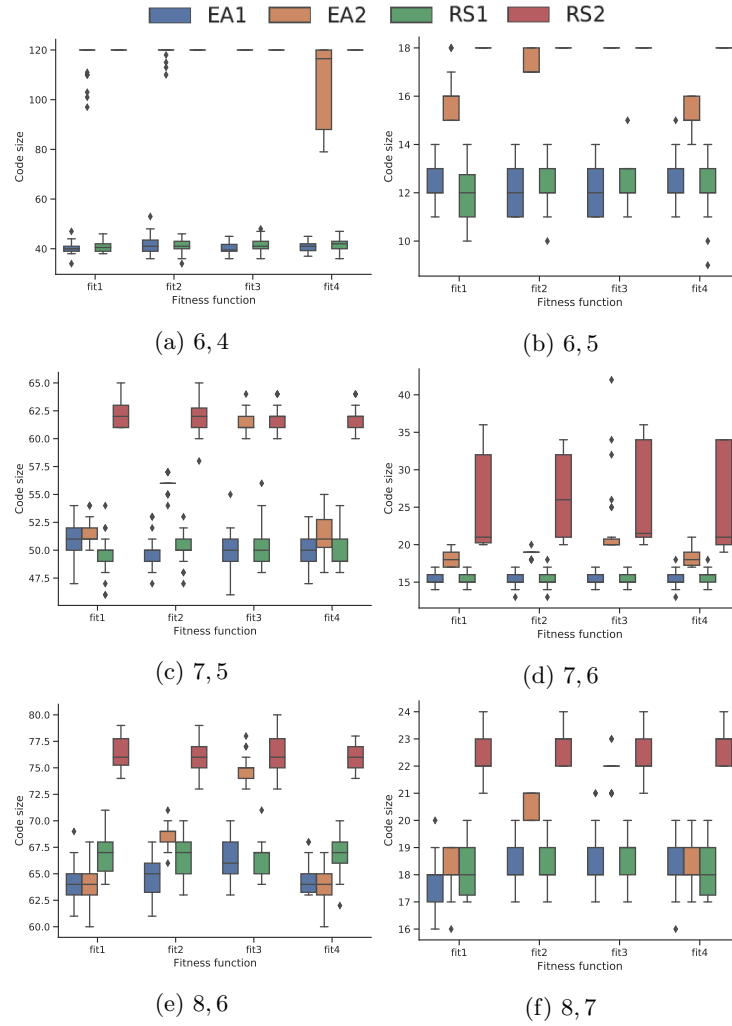 EA1 EA2 RS1 RS2
120
100
80
60
40
Code size
fit1 fit2 fit3 fit4
Fitness function
(a) 6, 4
18
16
14
12
10
Code size
fit1 fit2 fit3 fit4
Fitness function
(b) 6, 5
65.0
62.5
60.0
57.5
55.0
52.5
50.0
47.5
Code size
fit1 fit2 fit3 fit4
Fitness function
(c) 7, 5
40
35
30
25
20
15
Code size
fit1 fit2 fit3 fit4
Fitness function
(d) 7, 6
80.0
77.5
75.0
72.5
70.0
67.5
65.0
62.5
60.0
Code size
fit1 fit2 fit3 fit4
Fitness function
(e) 8, 6
24
23
22
21
20
19
18
17
16
Code size
fit1 fit2 fit3 fit4
Fitness function
(f) 8, 7